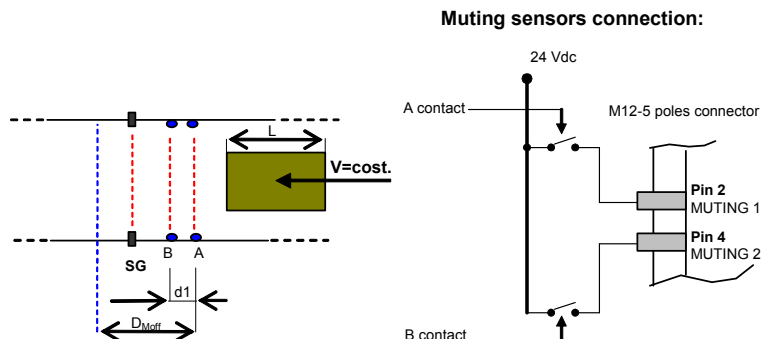 Muting sensors connection:
24 Vdc
A contact
M12-5 poles connector
L
V=cost.
Pin 2
MUTING 1
Pin 4
MUTING 2
B A
SG
d1
DMoff
B contact